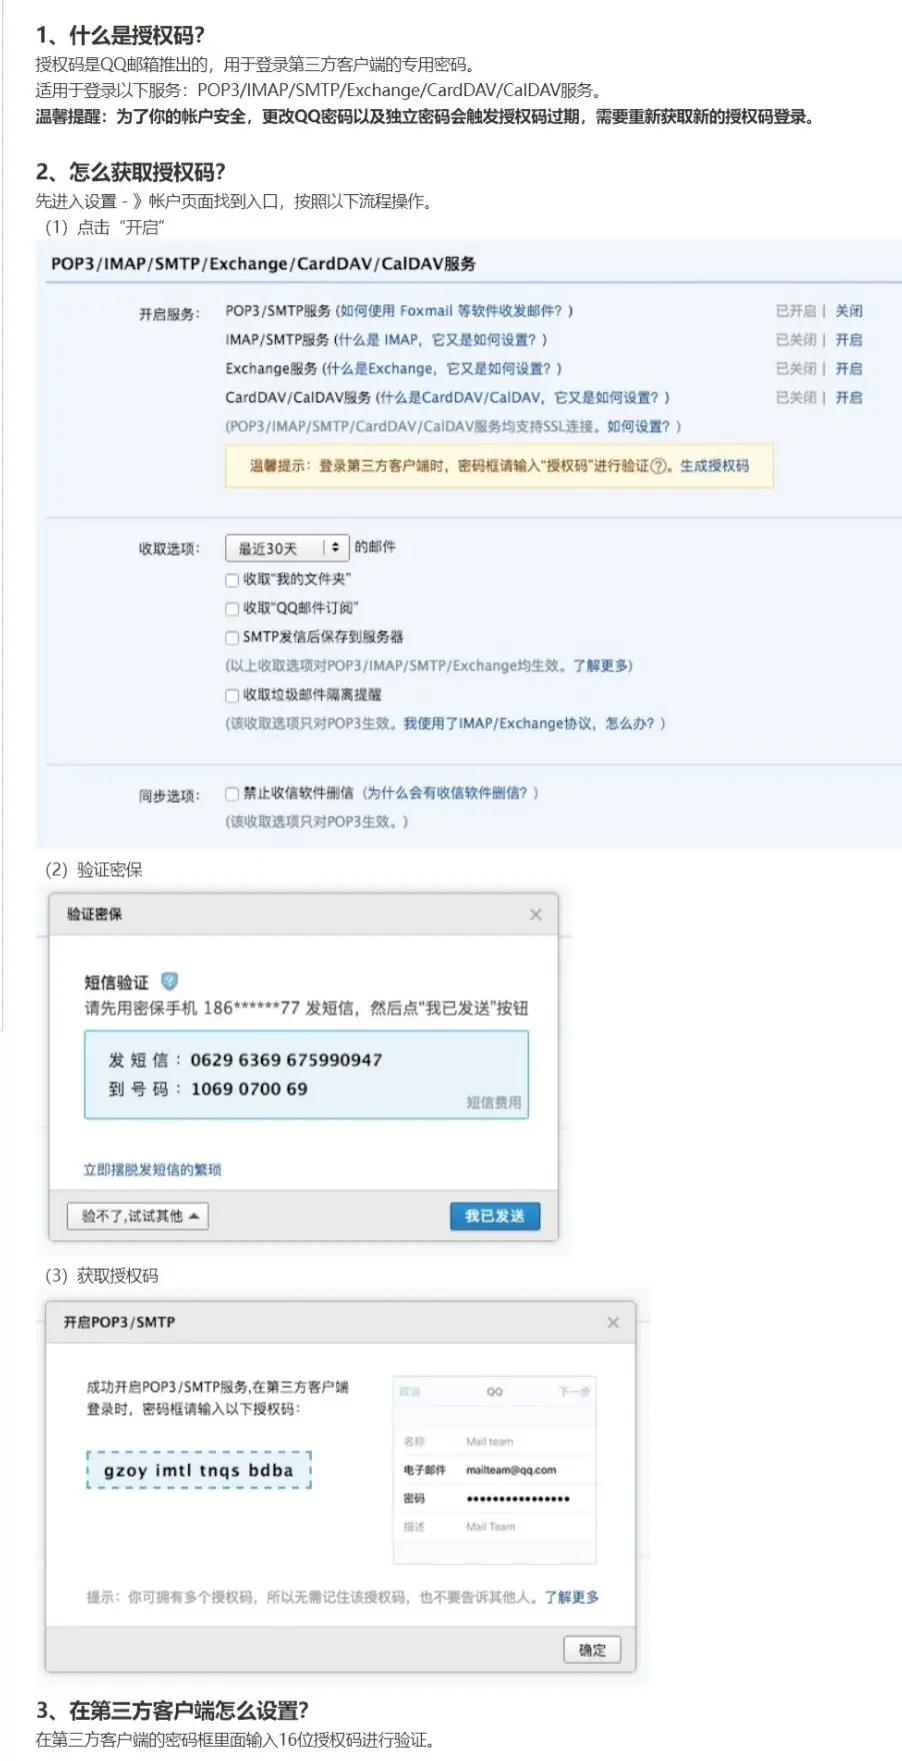 1、什么是授权码？
授权码是QQ邮箱推出的，用于登录第三方客户端的专用密码。
适用于登录以下服务：POP3/IMAP/SMTP/Exchange/CardDAV/CalDAV服务。
温馨提醒：为了你的帐户安全，更改QQ密码以及独立密码会触发授权码过期，需要重新获取新的授权码登录。
2、怎么获取授权码？
先进入设置 -》帐户页面找到入口，按照以下流程操作。
（1）点击“开启”
POP3/IMAP/SMTP/Exchange/CardDAV/CalDAV服务
开启服务： POP3/SMTP服务 (如何使用 Foxmail 等软件收发邮件？) 已开启 | 关闭
IMAP/SMTP服务 (什么是 IMAP，它又是如何设置？) 已关闭 | 开启
Exchange服务 (什么是Exchange，它又是如何设置？) 已关闭 | 开启
CardDAV/CalDAV服务 (什么是CardDAV/CalDAV，它又是如何设置？) 已关闭 | 开启
(POP3/IMAP/SMTP/CardDAV/CalDAV服务均支持SSL连接。如何设置？)
温馨提示：登录第三方客户端时，密码框请输入“授权码”进行验证?。生成授权码
收取选项： 最近30天 的邮件
收取“我的文件夹”
收取“QQ邮件订阅”
SMTP发信后保存到服务器
(以上收取选项对POP3/IMAP/SMTP/Exchange均生效。了解更多)
收取垃圾邮件隔离提醒
(该收取选项只对POP3生效。我使用了IMAP/Exchange协议，怎么办？)
同步选项： 禁止收信软件删信 (为什么会有收信软件删信？)
(该收取选项只对POP3生效。)
（2）验证密保
验证密保 ×
短信验证 ?
请先用密保手机 186******77 发短信，然后点“我已发送”按钮
发 短 信：0629 6369 675990947
到 号 码：1069 0700 69
短信费用
立即摆脱发短信的繁琐
验不了,试试其他 我已发送
（3）获取授权码
开启POP3/SMTP ×
成功开启POP3/SMTP服务,在第三方客户端
登录时，密码框请输入以下授权码：
gzoy imtl tnqs bdba
取消 QQ 下一步
名称 Mail team
电子邮件 mailteam@qq.com
密码 ●●●●●●●●●●●●●●●●
描述 Mail Team
提示：你可拥有多个授权码，所以无需记住该授权码，也不要告诉其他人。了解更多
确定
3、在第三方客户端怎么设置？
在第三方客户端的密码框里面输入16位授权码进行验证。